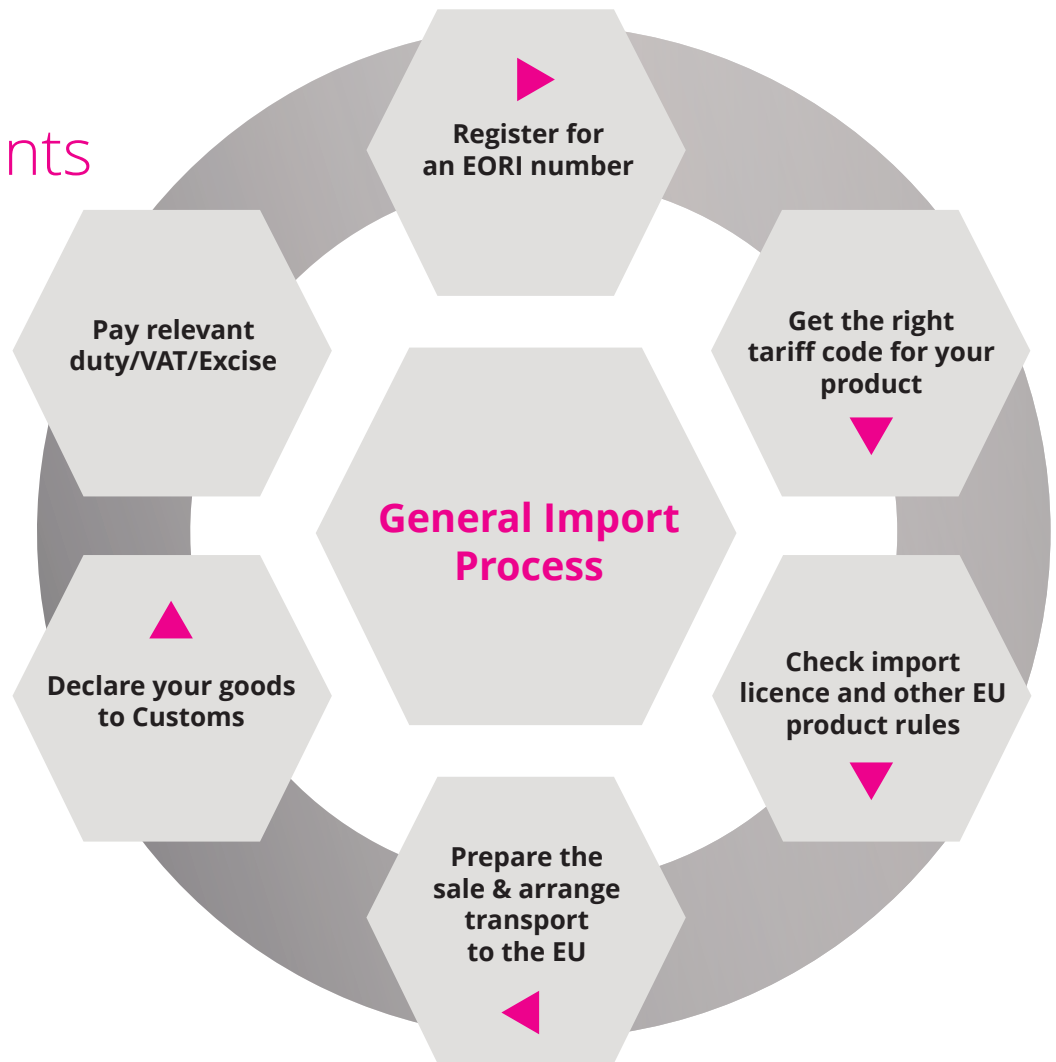 nts
Register for
an EORI number
Get the right
tariff code for your
product
Check import
licence and other EU
product rules
Prepare the
sale & arrange
transport
to the EU
Declare your goods
to Customs
Pay relevant
duty/VAT/Excise
General Import
Process